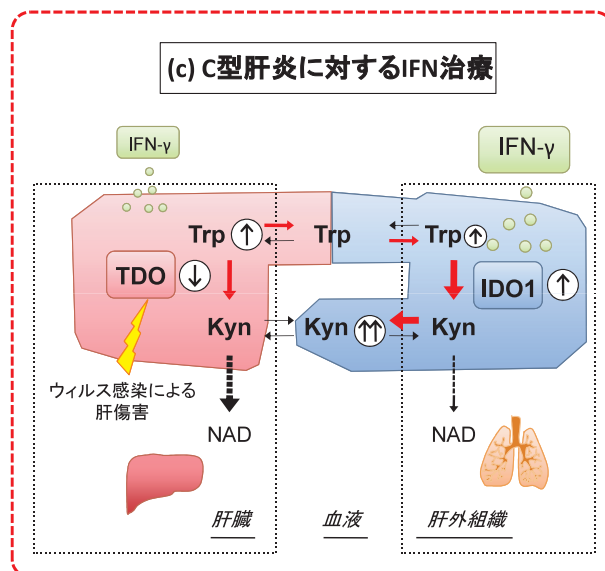 (c) C型肝炎に対するIFN治療
IFN-γ
IFN-γ
Trp ↑
Trp
Trp ↑
TDO ↓
IDO1 ↑
Kyn
Kyn ↑↑
Kyn
ウィルス感染による
肝傷害
NAD
NAD
肝臓
血液
肝外組織